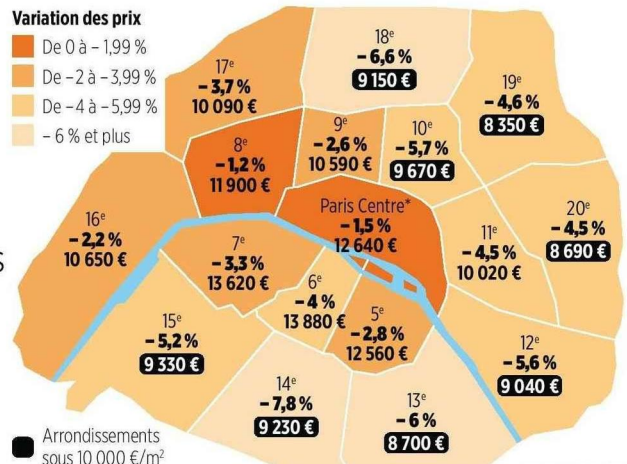 Variation des prix
De 0 à – 1,99 %
De –2 à –3,99 %
De –4 à –5,99 %
– 6 % et plus
17e
– 3,7 %
10 090 €
18e
– 6,6 %
9 150 €
19e
– 4,6 %
8 350 €
8e
– 1,2 %
11 900 €
9e
– 2,6 %
10 590 €
10e
– 5,7 %
9 670 €
16e
– 2,2 %
10 650 €
Paris Centre*
– 1,5 %
12 640 €
11e
– 4,5 %
10 020 €
20e
– 4,5 %
8 690 €
7e
– 3,3 %
13 620 €
6e
– 4 %
13 880 €
5e
– 2,8 %
12 560 €
15e
– 5,2 %
9 330 €
12e
– 5,6 %
9 040 €
14e
– 7,8 %
9 230 €
13e
– 6 %
8 700 €
Arrondissements
sous 10 000 €/m²